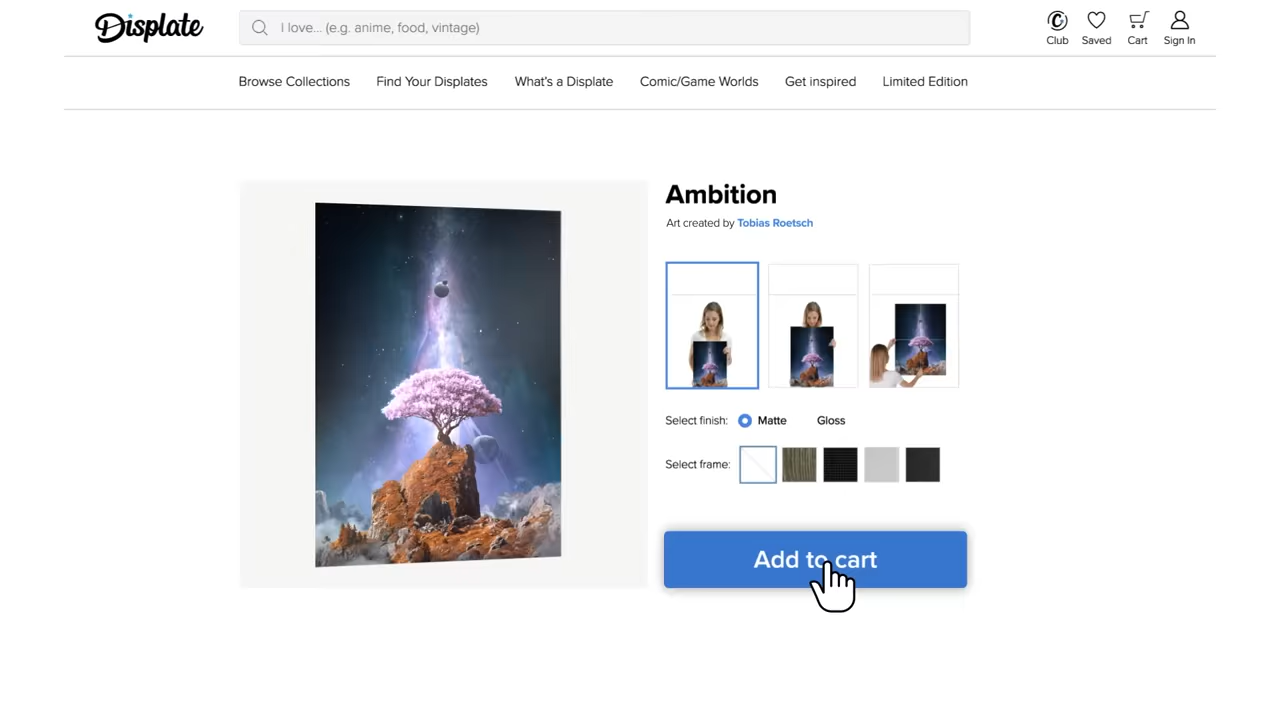 Displate
I love... (e.g. anime, food, vintage)
Club
Saved
Cart
Sign In
Browse Collections
Find Your Displates
What's a Displate
Comic/Game Worlds
Get inspired
Limited Edition
Ambition
Art created by Tobias Roetsch
Select finish: Matte Gloss
Select frame:
Add to cart